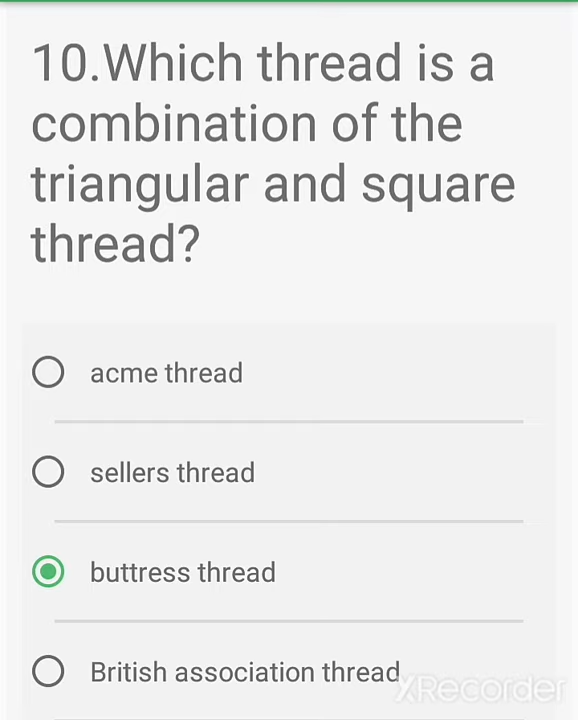 10.Which thread is a
combination of the
triangular and square
thread?
acme thread
sellers thread
buttress thread
British association thread
XRecorder